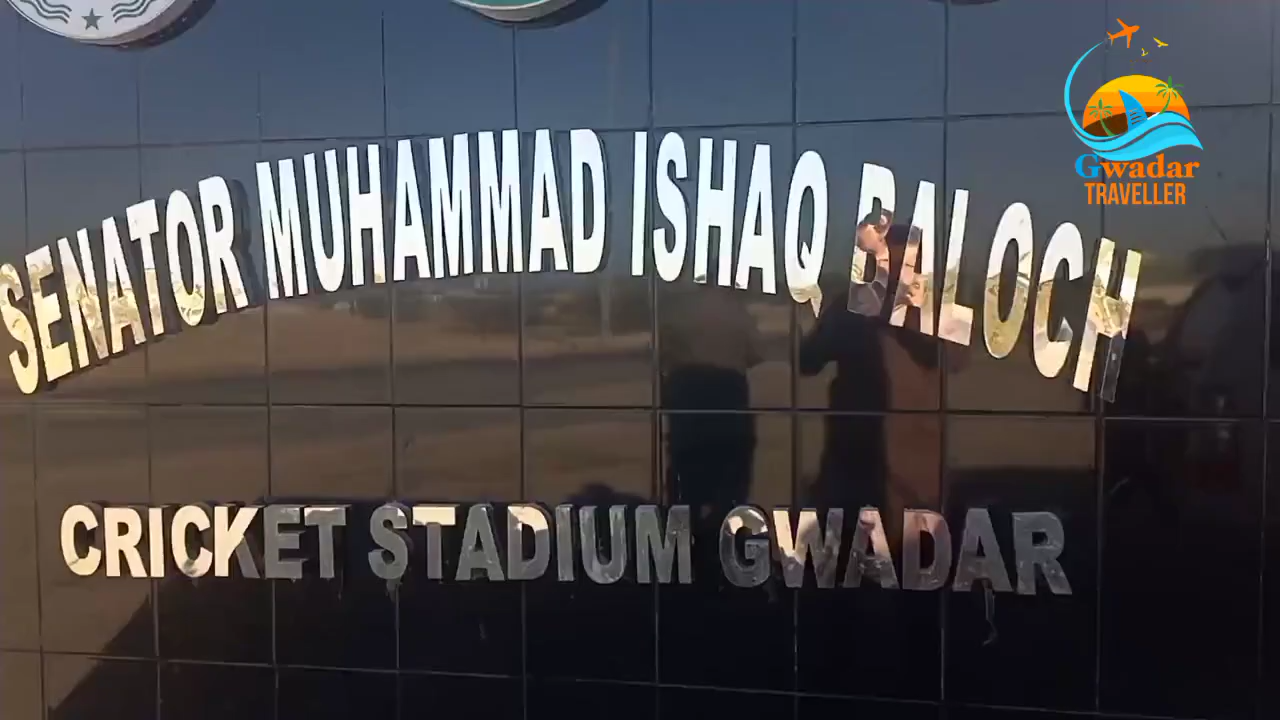 Gwadar
TRAVELLER
SENATOR MUHAMMAD ISHAQ BALOCH
CRICKET STADIUM GWADAR